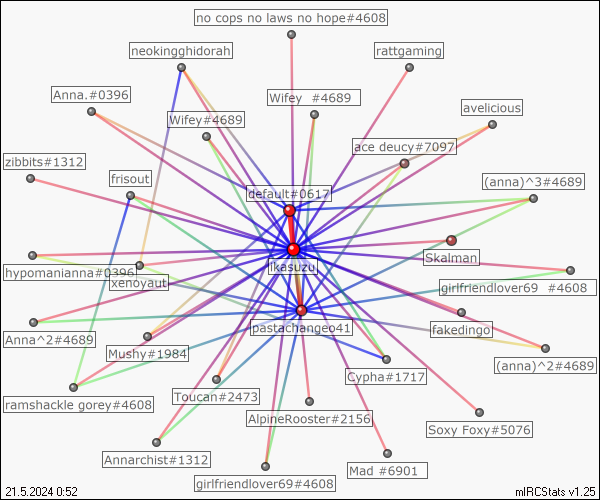 no cops no laws no hope#4608
neokingghidorah
rattgaming
Anna.#0396
Wifey #4689
avelicious
Wifey#4689
ace deucy#7097
zibbits#1312
frisout
(anna)^3#4689
default#0617
Skalman
ikasuzu
hypomanianna#0396
xenoyaut
girlfriendlover69 #4608
pastachangeo41
fakedingo
Anna^2#4689
Mushy#1984
(anna)^2#4689
Cypha#1717
Toucan#2473
ramshackle gorey#4608
AlpineRooster#2156
Soxy Foxy#5076
Annarchist#1312
Mad #6901
girlfriendlover69#4608
21.5.2024 0:52
mIRCStats v1.25